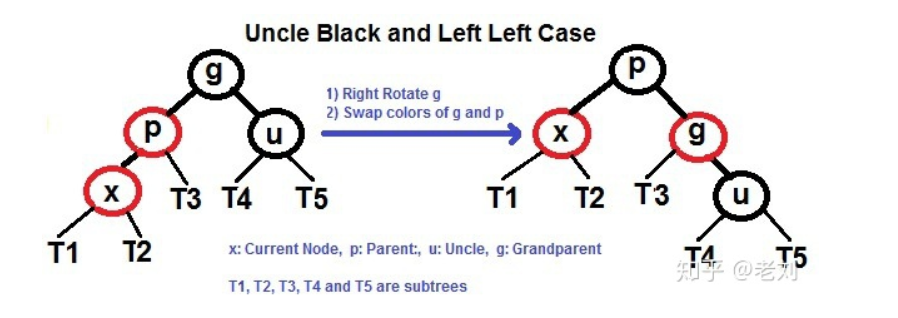 Uncle Black and Left Left Case
g
p
u
x
T3
T4
T5
T1
T2
1) Right Rotate g
2) Swap colors of g and p
p
x
g
T1
T2
T3
u
T4
T5
x: Current Node, p: Parent:, u: Uncle, g: Grandparent
T1, T2, T3, T4 and T5 are subtrees
知乎 @老刘